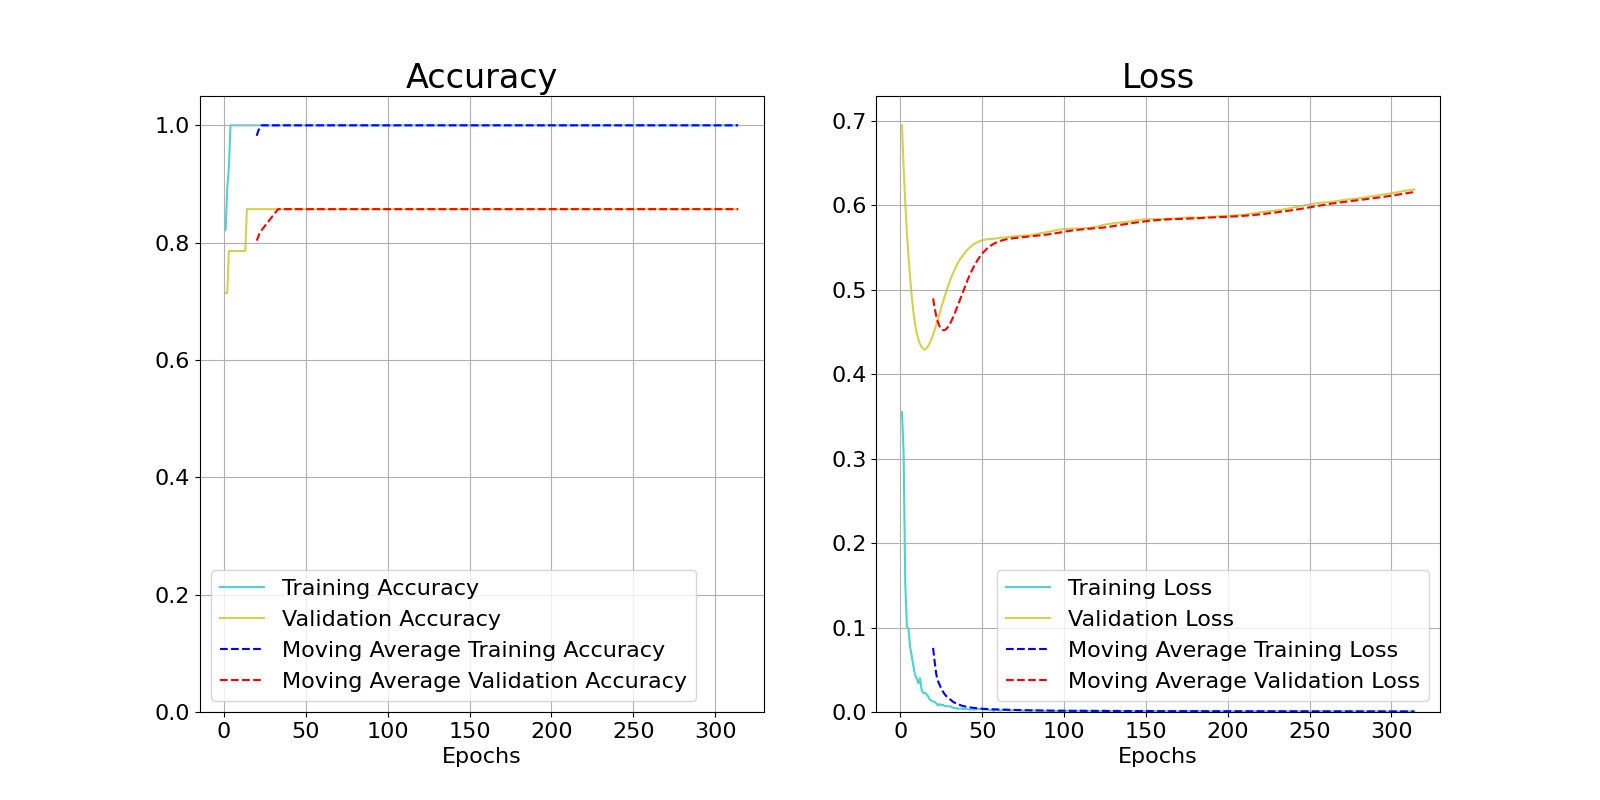 Accuracy
1.0
0.8
0.6
0.4
0.2
0.0
0 50 100 150 200 250 300
Epochs
Training Accuracy
Validation Accuracy
Moving Average Training Accuracy
Moving Average Validation Accuracy
Loss
0.7
0.6
0.5
0.4
0.3
0.2
0.1
0.0
0 50 100 150 200 250 300
Epochs
Training Loss
Validation Loss
Moving Average Training Loss
Moving Average Validation Loss